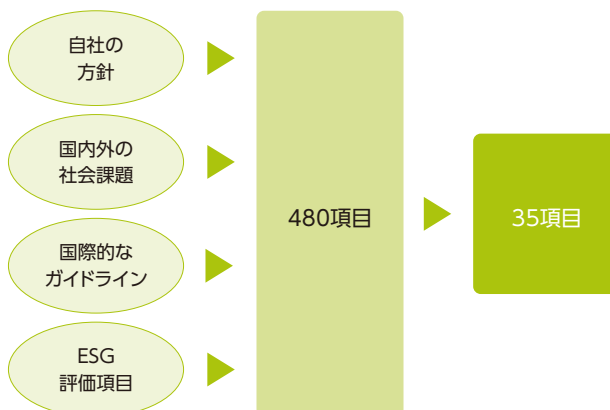 自社の
方針
国内外の
社会課題
国際的な
ガイドライン
ESG
評価項目
480項目
35項目